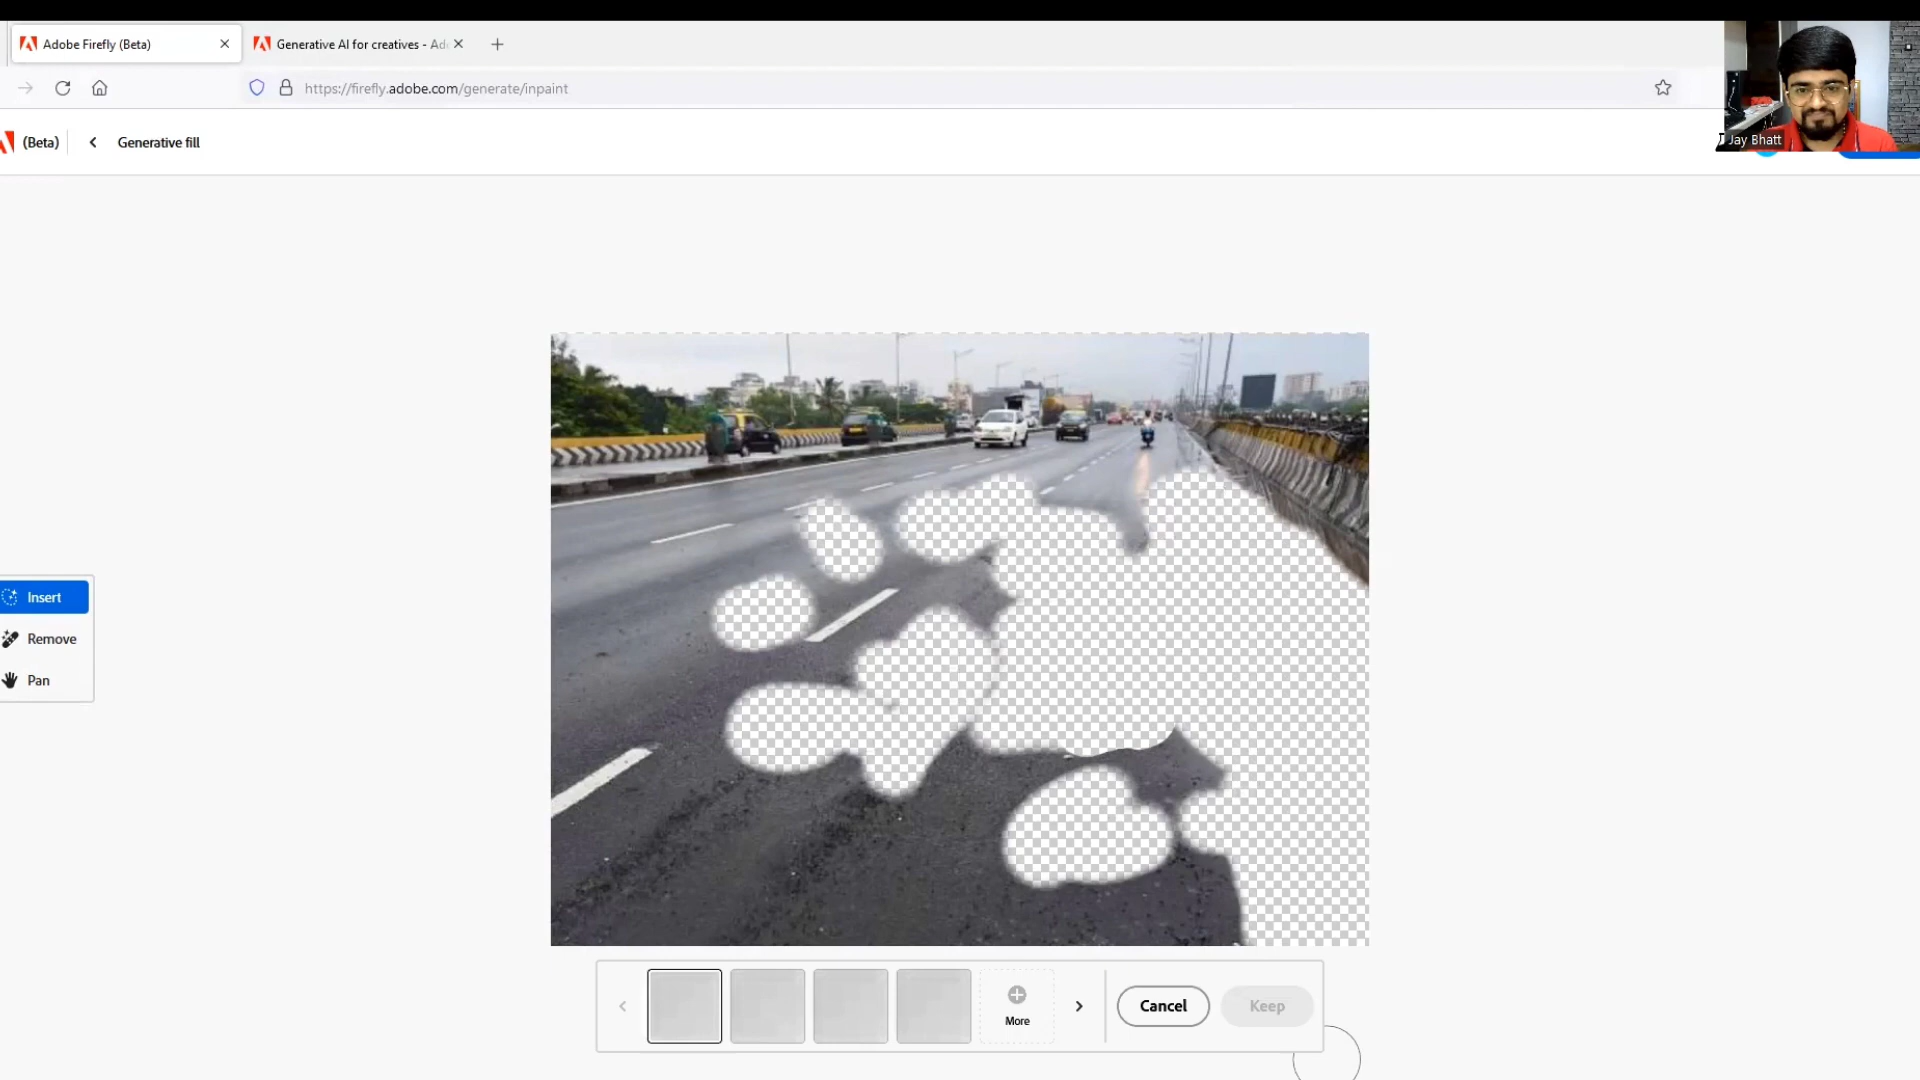 Adobe Firefly (Beta)
Generative AI for creatives - Ad
https://firefly.adobe.com/generate/inpaint
(Beta)
Generative fill
Jay Bhatt
Insert
Remove
Pan
More
Cancel
Keep